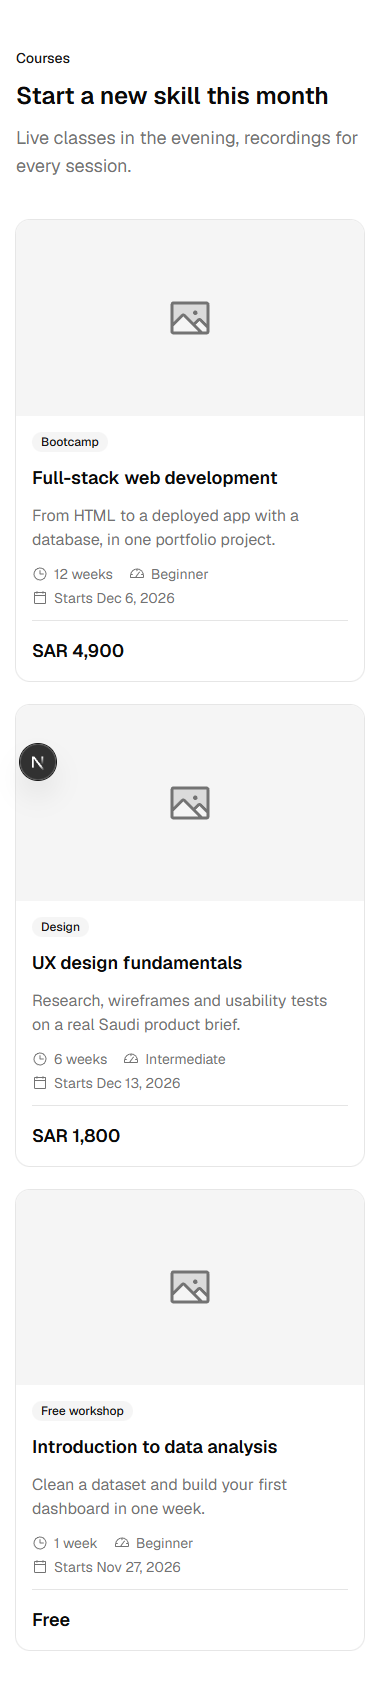 Courses
Start a new skill this month
Live classes in the evening, recordings for
every session.
Bootcamp
Full-stack web development
From HTML to a deployed app with a
database, in one portfolio project.
12 weeks Beginner
Starts Dec 6, 2026
SAR 4,900
N
Design
UX design fundamentals
Research, wireframes and usability tests
on a real Saudi product brief.
6 weeks Intermediate
Starts Dec 13, 2026
SAR 1,800
Free workshop
Introduction to data analysis
Clean a dataset and build your first
dashboard in one week.
1 week Beginner
Starts Nov 27, 2026
Free